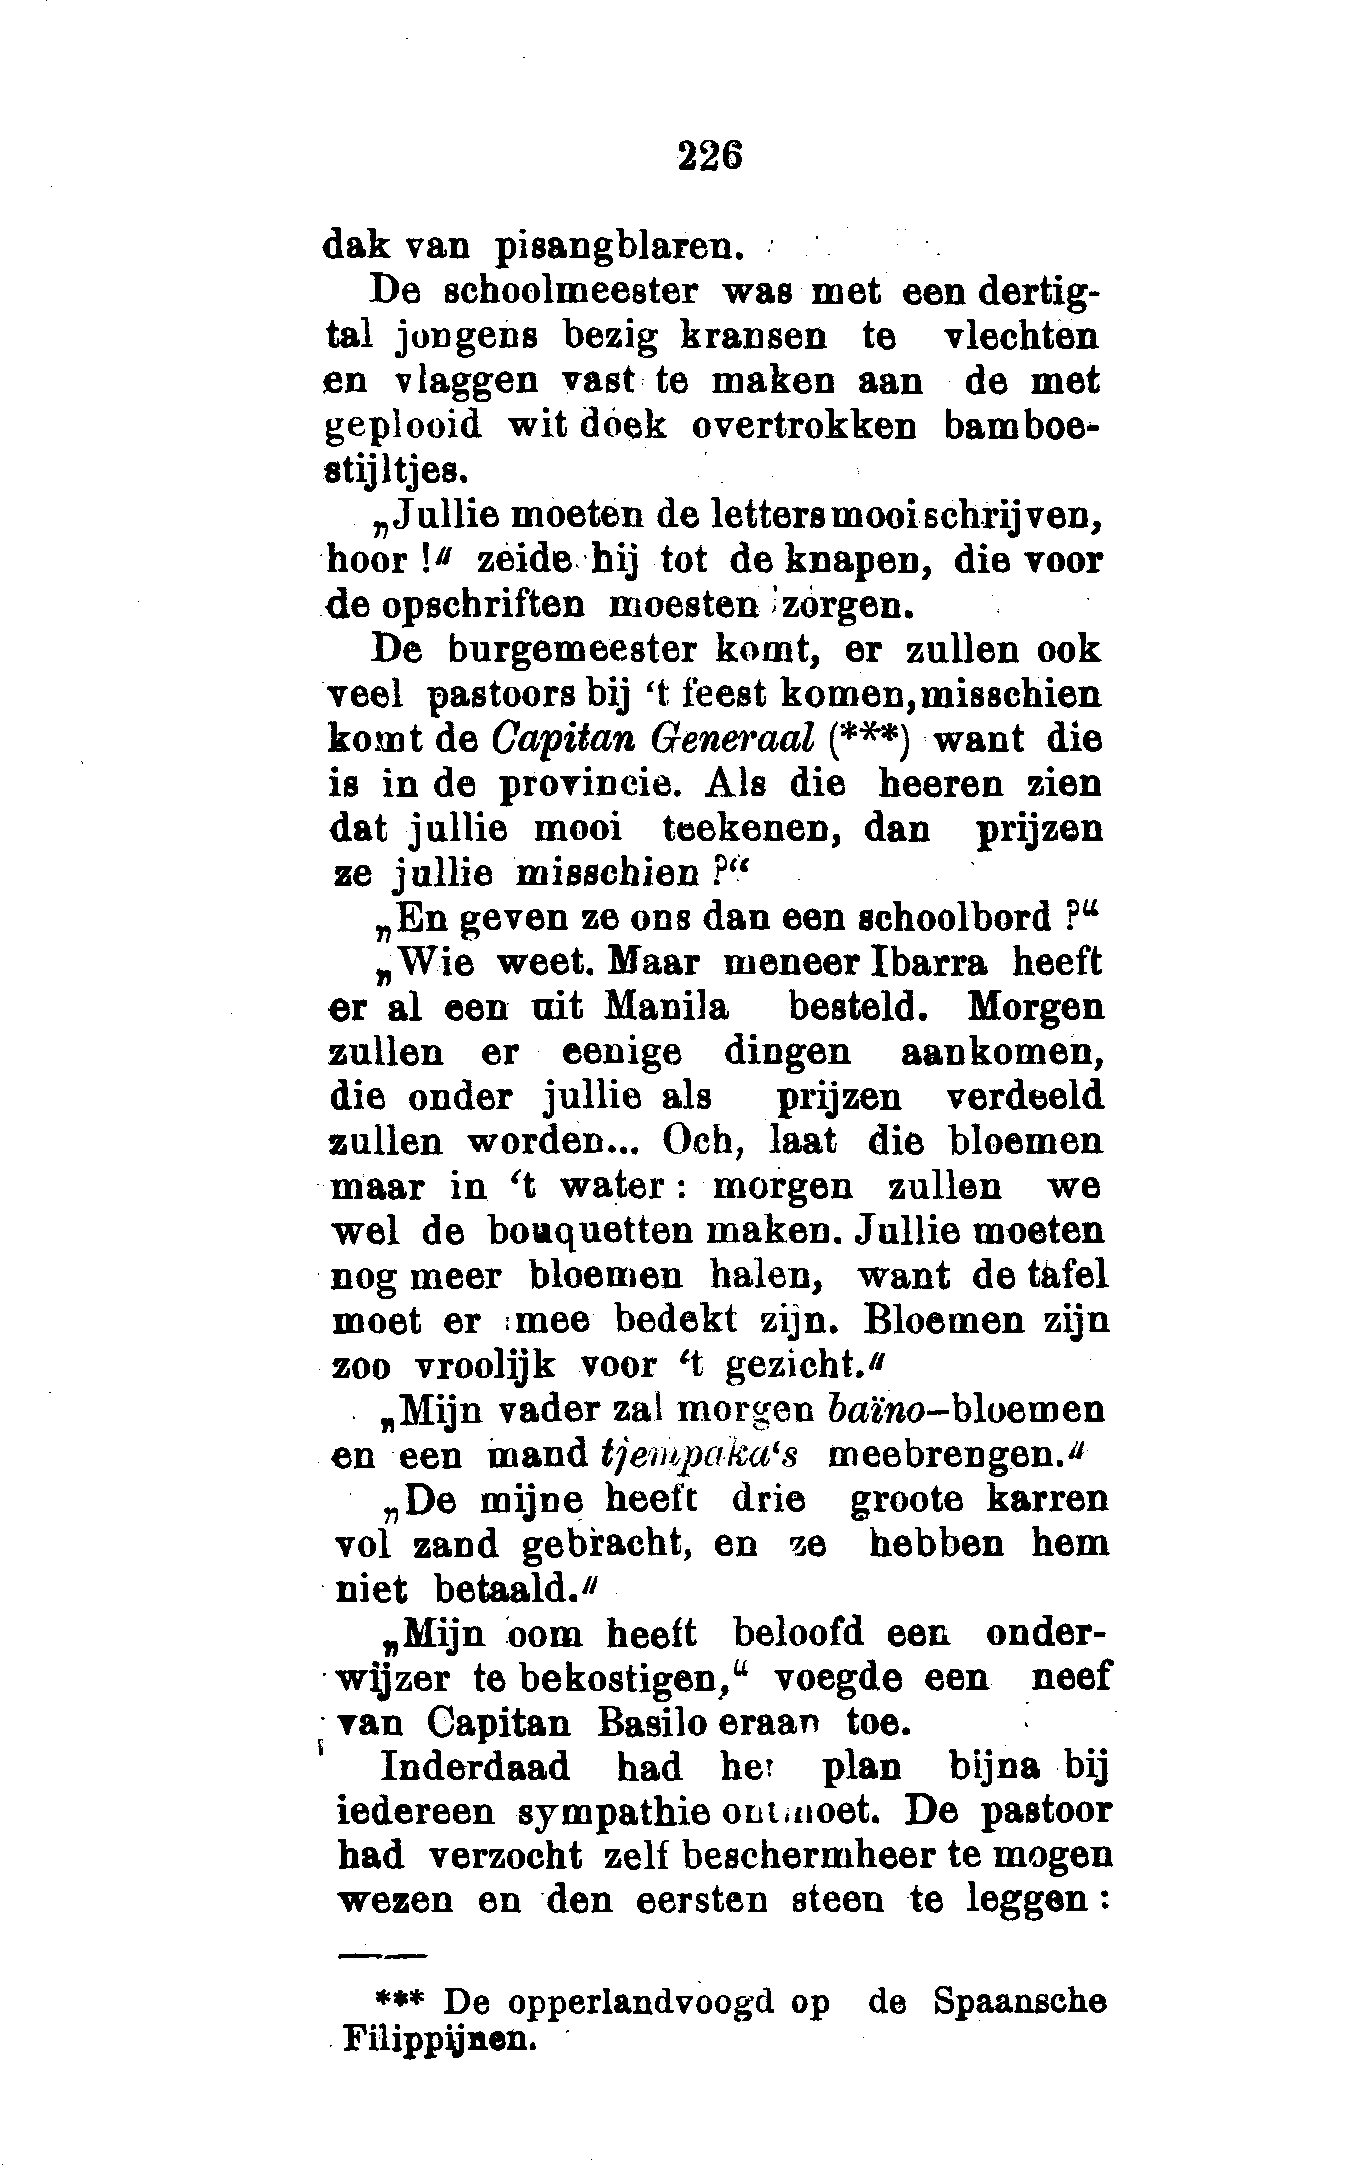 226
dak van pisangblaren.
De schoolmeester was met een dertig-
tal jongens bezig kransen te vlechten
en vlaggen vast te maken aan de met
geplooid wit doek overtrokken bamboe-
stijltjes.
„Jullie moeten de letters mooi schrijven,
hoor !" zeide hij tot de knapen, die voor
de opschriften moesten zorgen.
De burgemeester komt, er zullen ook
veel pastoors bij ‘t feest komen, misschien
komt de Capitan Generaal (***) want die
is in de provincie. Als die heeren zien
dat jullie mooi teekenen, dan prijzen
ze jullie misschien ?“
„En geven ze ons dan een schoolbord ?“
„Wie weet. Maar meneer Ibarra heeft
er al een uit Manila besteld. Morgen
zullen er eenige dingen aankomen,
die onder jullie als prijzen verdeeld
zullen worden... Och, laat die bloemen
maar in ‘t water : morgen zullen we
wel de bouquetten maken. Jullie moeten
nog meer bloemen halen, want de tafel
moet er mee bedekt zijn. Bloemen zijn
zoo vroolijk voor ‘t gezicht."
„Mijn vader zal morgen baïno-bloemen
en een mand tjempaka‘s meebrengen."
„De mijne heeft drie groote karren
vol zand gebracht, en ze hebben hem
niet betaald."
„Mijn oom heeft beloofd een onder-
wijzer te bekostigen,“ voegde een neef
van Capitan Basilo eraan toe.
Inderdaad had het plan bijna bij
iedereen sympathie ontmoet. De pastoor
had verzocht zelf beschermheer te mogen
wezen en den eersten steen te leggen :
*** De opperlandvoogd op de Spaansche
Filippijnen.